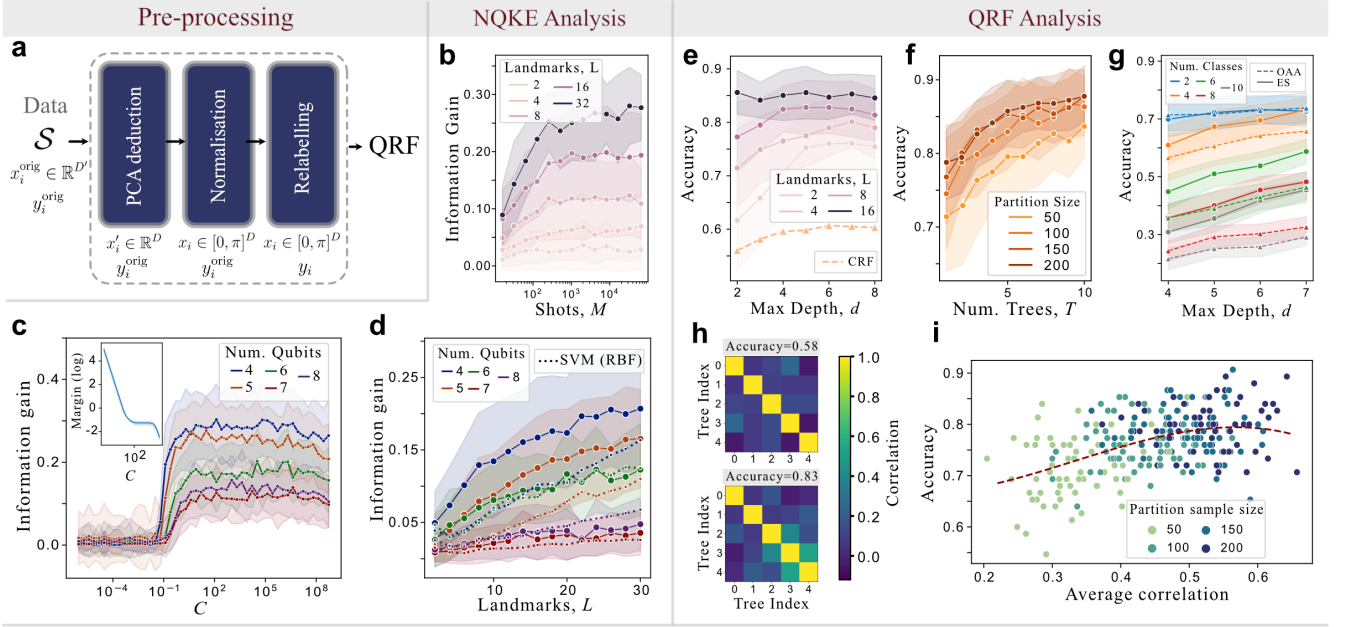 Pre-processing
NQKE Analysis
QRF Analysis
a
Data
S
x_i^orig ∈ ℝ^D'
y_i^orig
PCA deduction
Normalisation
Relabelling
QRF
x'_i ∈ ℝ^D
x_i ∈ [0, π]^D
x_i ∈ [0, π]^D
y_i^orig
y_i^orig
y_i
b
Information Gain
0.30
0.20
0.10
0.00
Landmarks, L
2
4
8
16
32
10^2
10^3
10^4
Shots, M
c
Information gain
0.4
0.2
0.0
Margin (log)
4
2
0
−2
10^2
C
Num. Qubits
4
5
6
7
8
10^−4
10^−1
10^2
10^5
10^8
C
d
Information gain
0.25
0.15
0.05
Num. Qubits
4
5
6
7
8
SVM (RBF)
10
20
30
Landmarks, L
e
Accuracy
0.9
0.8
0.7
0.6
Landmarks, L
2
4
8
16
CRF
2
4
6
8
Max Depth, d
f
Accuracy
0.9
0.8
0.7
Partition Size
50
100
150
200
5
10
Num. Trees, T
g
Accuracy
0.9
0.7
0.5
0.3
Num. Classes
2
4
6
8
10
OAA
ES
4
5
6
7
Max Depth, d
h
Accuracy=0.58
Tree Index
0
1
2
3
4
0 1 2 3 4
Accuracy=0.83
Tree Index
0
1
2
3
4
0 1 2 3 4
Tree Index
1.0
0.8
0.6
0.4
0.2
0.0
Correlation
i
Accuracy
0.9
0.8
0.7
0.6
Partition sample size
50
100
150
200
0.2
0.3
0.4
0.5
0.6
Average correlation